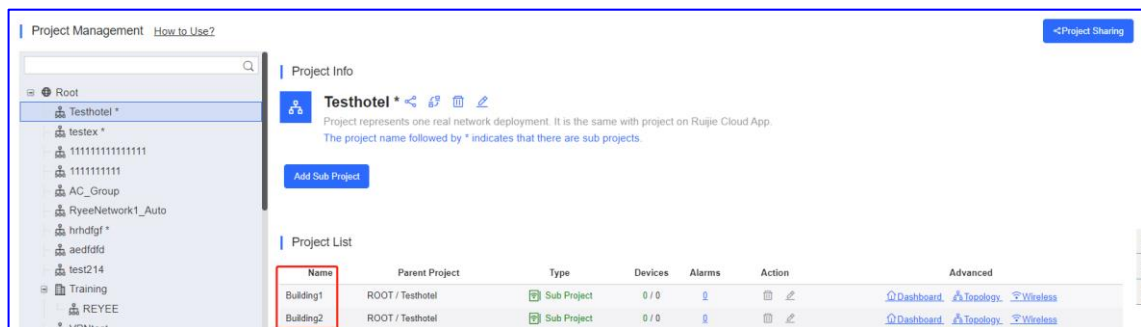 Project Management How to Use?
Project Sharing
Root
Testhotel *
testex *
111111111111111
1111111111
AC_Group
RyeeNetwork1_Auto
hrhdfgf *
aedfdfd
test214
Training
REYEE
Project Info
Testhotel *
Project represents one real network deployment. It is the same with project on Ruijie Cloud App.
The project name followed by * indicates that there are sub projects.
Add Sub Project
Project List
Name Parent Project Type Devices Alarms Action Advanced
Building1 ROOT / Testhotel Sub Project 0 / 0 0 Dashboard Topology Wireless
Building2 ROOT / Testhotel Sub Project 0 / 0 0 Dashboard Topology Wireless